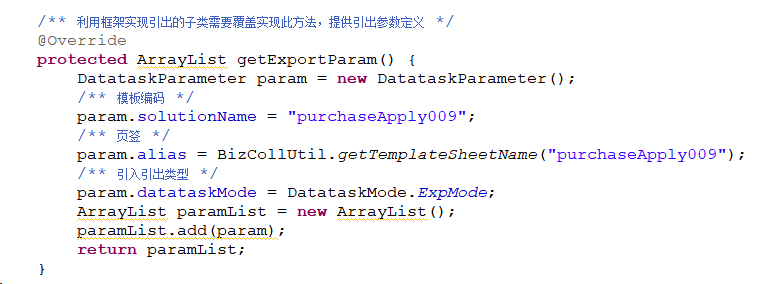 /** 利用框架实现引出的子类需要覆盖实现此方法，提供引出参数定义 */
@Override
protected ArrayList getExportParam() {
DatataskParameter param = new DatataskParameter();
/** 模板编码 */
param.solutionName = "purchaseApply009";
/** 页签 */
param.alias = BizCollUtil.getTemplateSheetName("purchaseApply009");
/** 引入引出类型 */
param.datataskMode = DatataskMode.ExpMode;
ArrayList paramList = new ArrayList();
paramList.add(param);
return paramList;
}